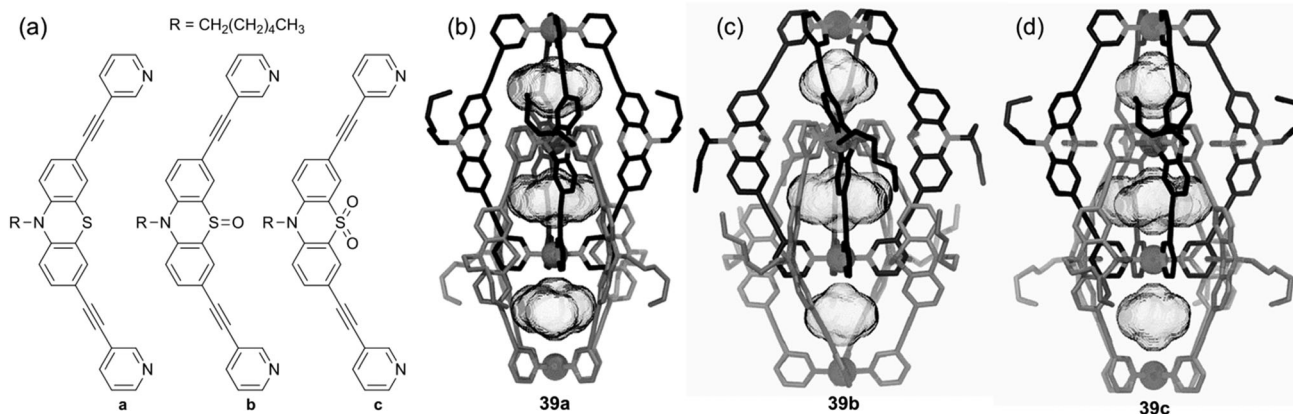 (a)
R = CH2(CH2)4CH3
N
N
N
R-N
S
R-N
S=O
R-N
S
O
O
N
N
N
a
b
c
(b)
39a
(c)
39b
(d)
39c